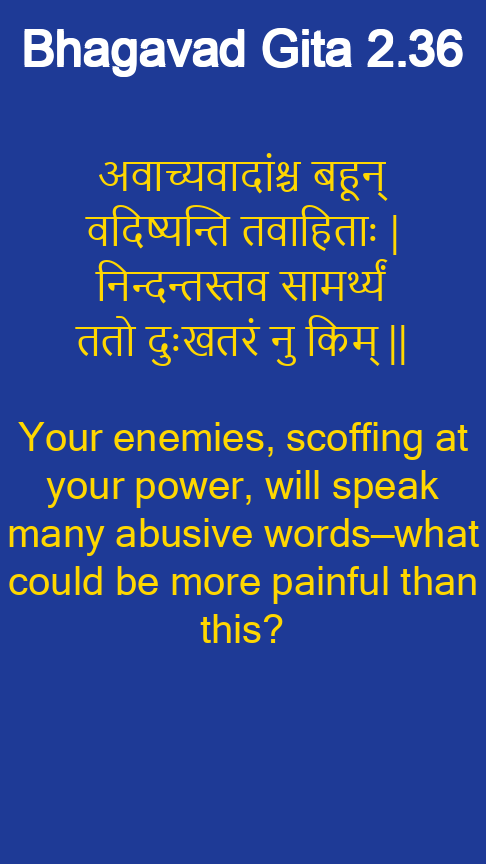 Bhagavad Gita 2.36
अवाच्यवादांश्च बहून्
वदिष्यन्ति तवाहिताः |
निन्दन्तस्तव सामर्थ्यं
ततो दुःखतरं नु किम् ||
Your enemies, scoffing at
your power, will speak
many abusive words—what
could be more painful than
this?